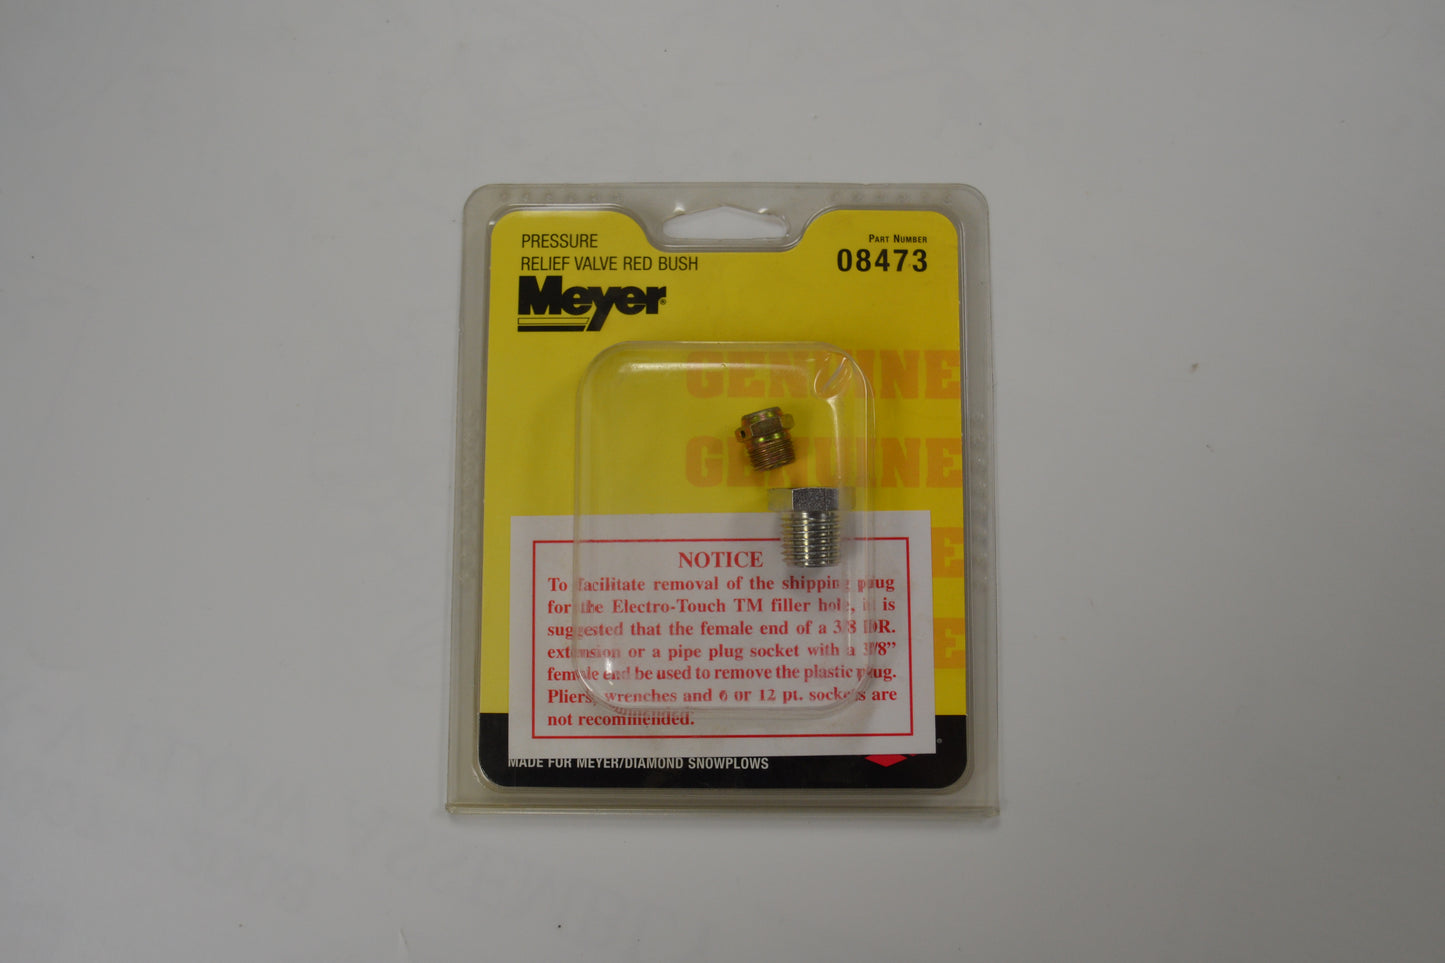 PRESSURE
RELIEF VALVE RED BUSH
Meyer®
PART NUMBER
08473
GENUINE
GENUINE
E
E
NOTICE
To facilitate removal of the shipping plug
for the Electro-Touch TM filler hole, it is
suggested that the female end of a 3/8 DR.
extension or a pipe plug socket with a 3/8”
female end be used to remove the plastic plug.
Pliers, wrenches and 6 or 12 pt. sockets are
not recommended.
MADE FOR MEYER/DIAMOND SNOWPLOWS
®